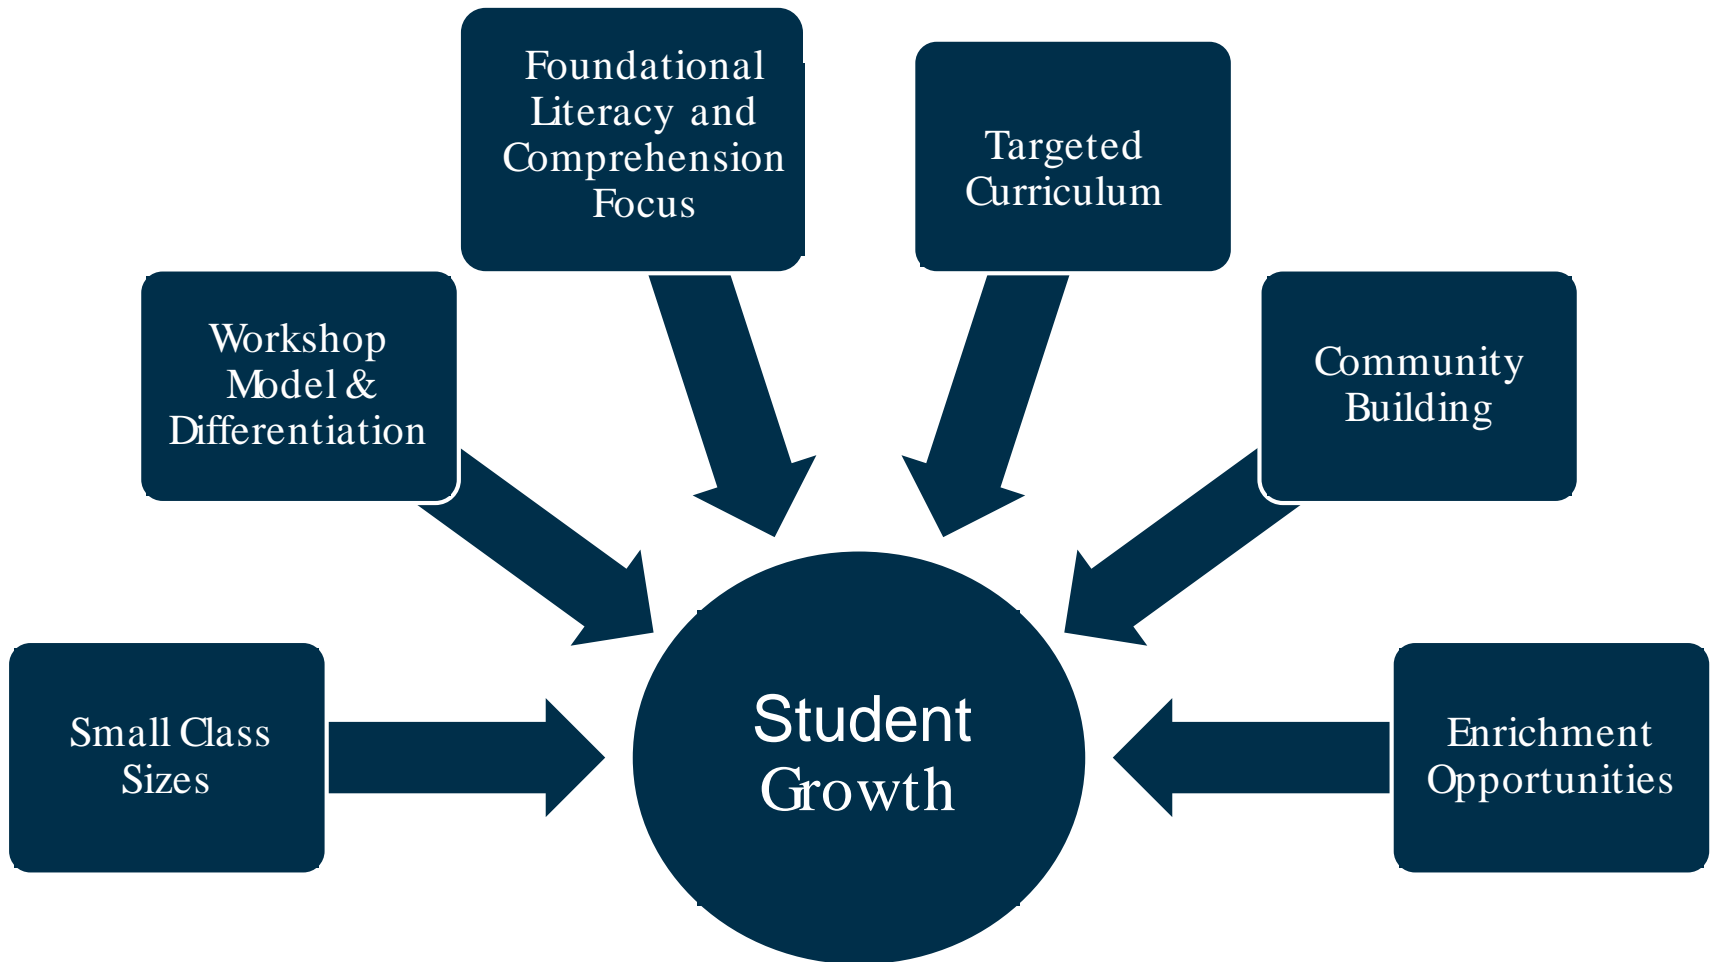 Foundational
Literacy and
Comprehension
Focus
Targeted
Curriculum
Workshop
Model &
Differentiation
Community
Building
Small Class
Sizes
Student
Growth
Enrichment
Opportunities